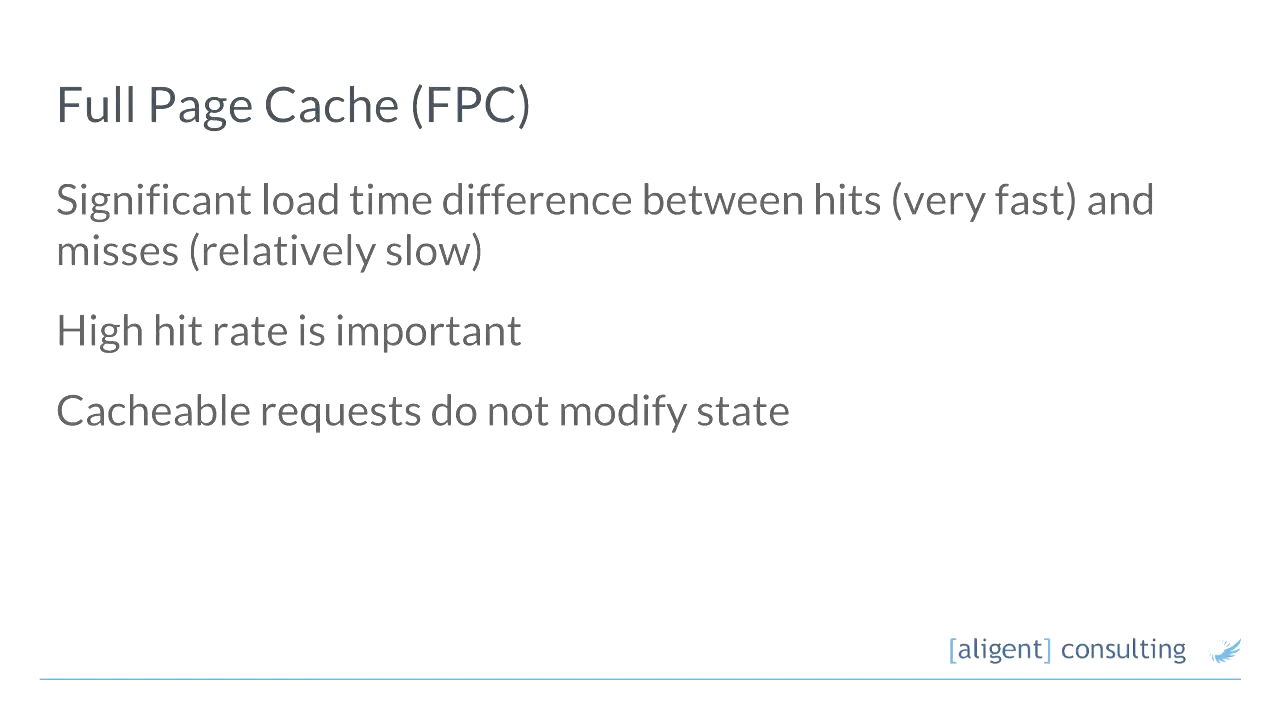 Full Page Cache (FPC)
Significant load time difference between hits (very fast) and
misses (relatively slow)
High hit rate is important
Cacheable requests do not modify state
[aligent] consulting